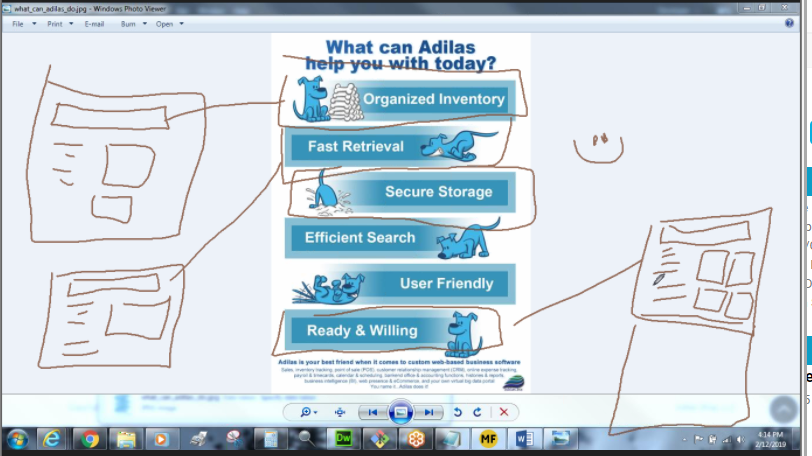 what_can_adilas_do.jpg - Windows Photo Viewer
File Print E-mail Burn Open
What can Adilas
help you with today?
Organized Inventory
Fast Retrieval
Secure Storage
Efficient Search
User Friendly
Ready & Willing
Adilas is your best friend when it comes to custom web-based business software
Sales, inventory tracking, point of sale (POS), customer relationship management (CRM), online expense tracking
payroll & timecards, calendar & scheduling, backend office & accounting functions, histories & reports,
business intelligence (BI), web presence & eCommerce, and your own virtual big data portal
You name it...Adilas does it!
Dw
MF
W
4:14 PM
2/12/2019